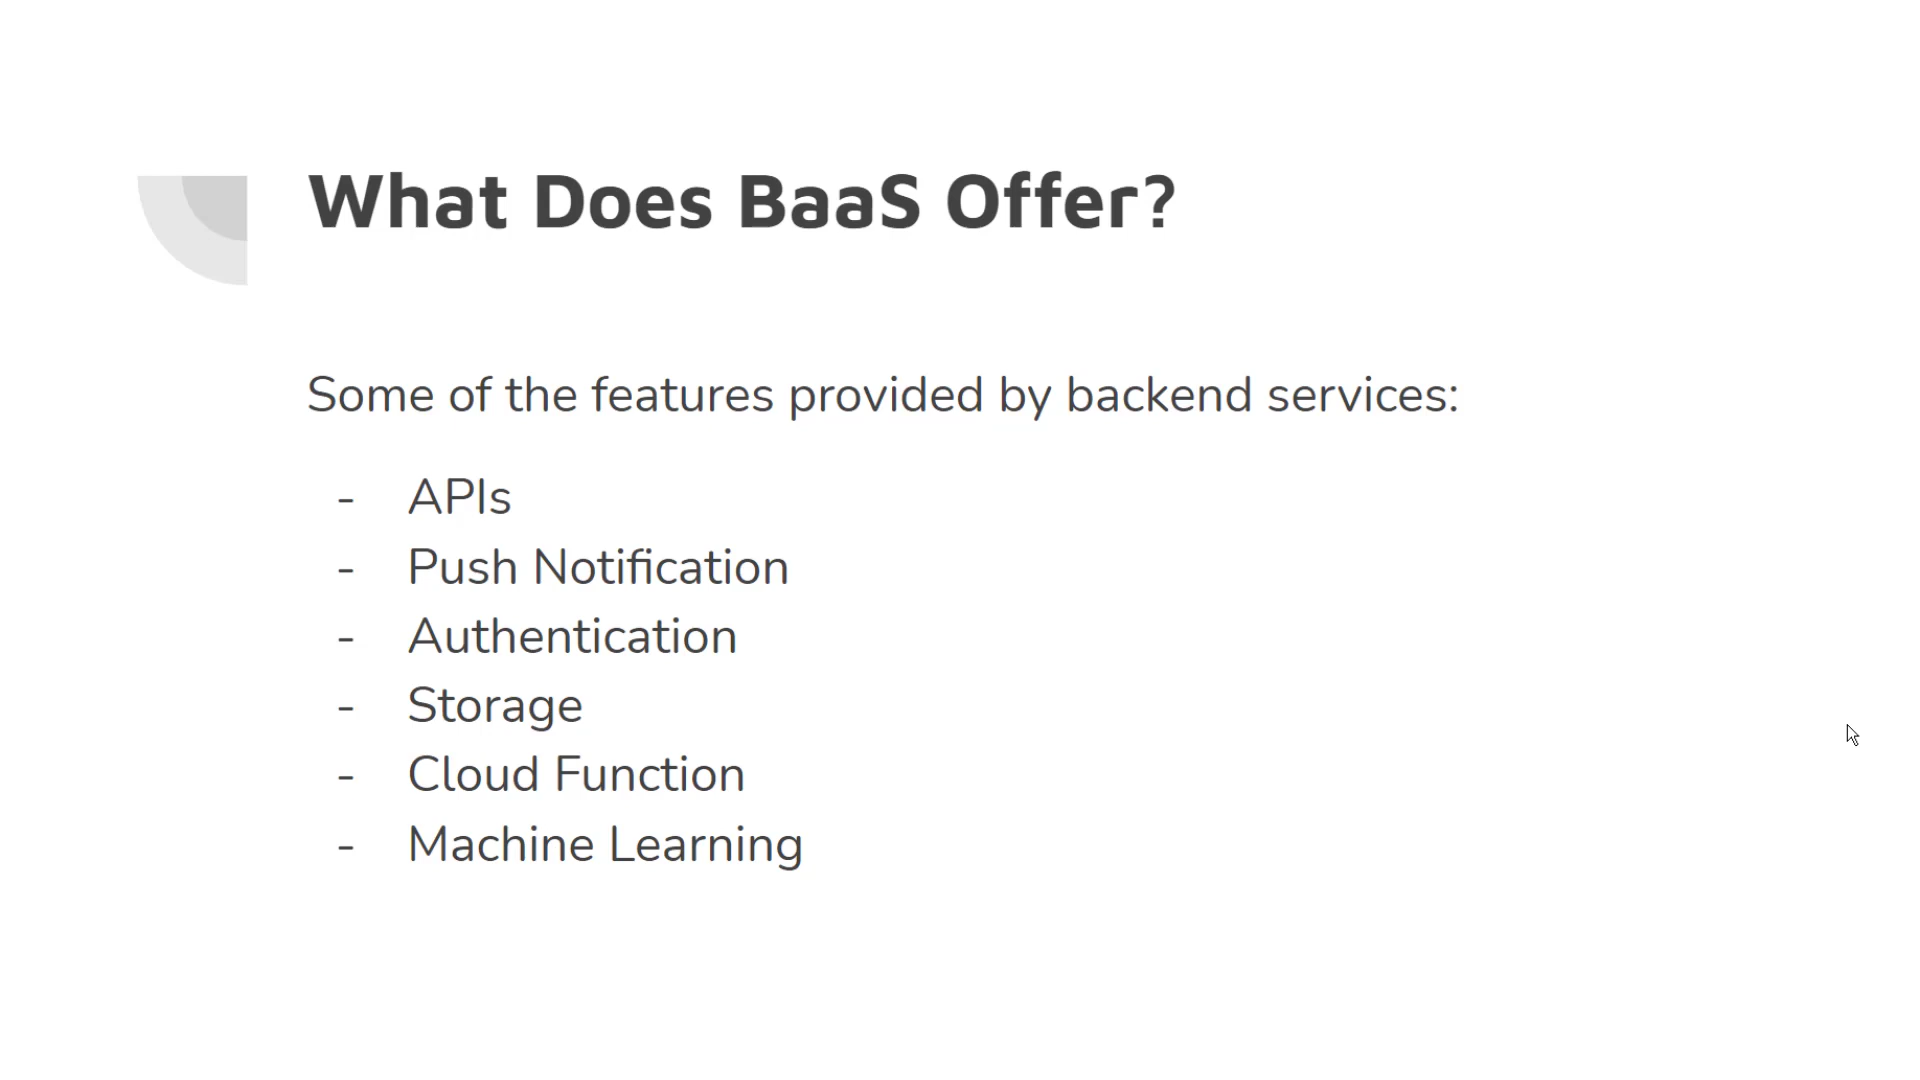 What Does BaaS Offer?
Some of the features provided by backend services:
- APIs
- Push Notification
- Authentication
- Storage
- Cloud Function
- Machine Learning